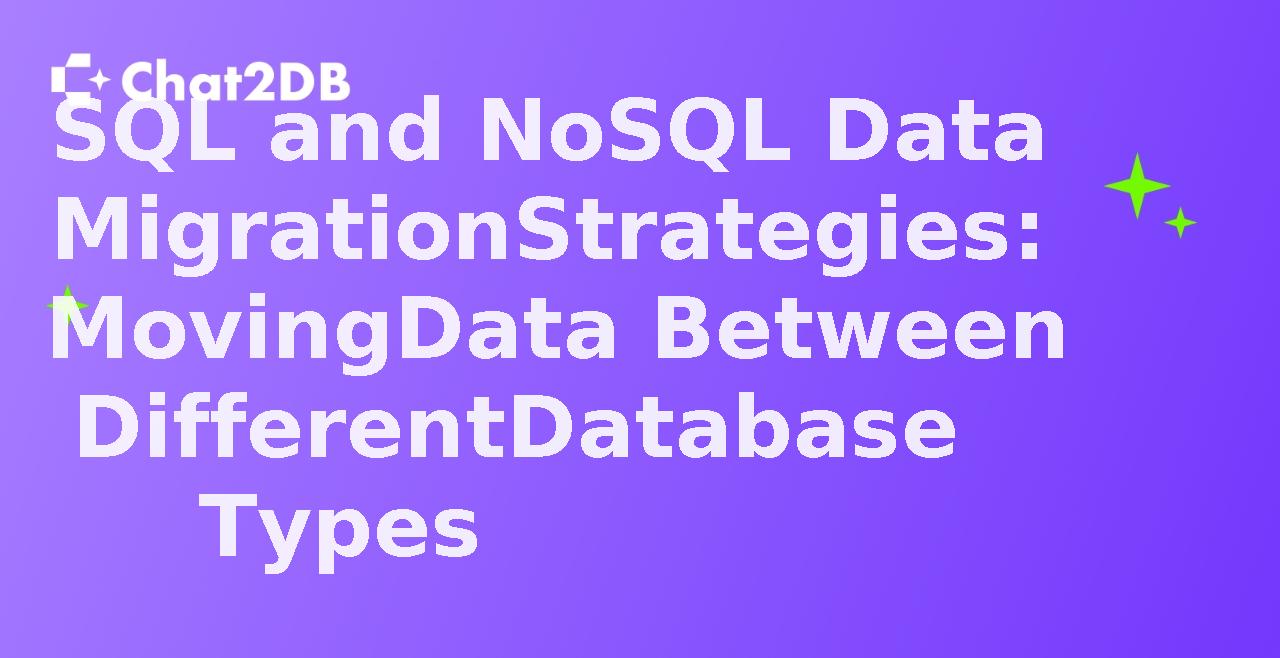 Chat2DB
SQL and NoSQL Data
MigrationStrategies:
MovingData Between
DifferentDatabase
Types